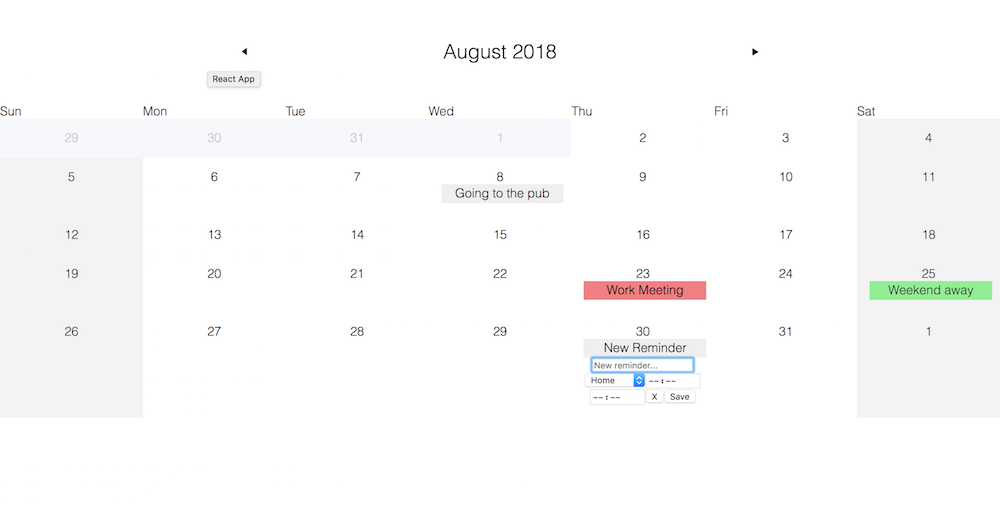 August 2018
React App
Sun Mon Tue Wed Thu Fri Sat
29 30 31 1 2 3 4
5 6 7 8 9 10 11
Going to the pub
12 13 14 15 16 17 18
19 20 21 22 23 24 25
Work Meeting Weekend away
26 27 28 29 30 31 1
New Reminder
New reminder...
Home --:--
--:-- X Save